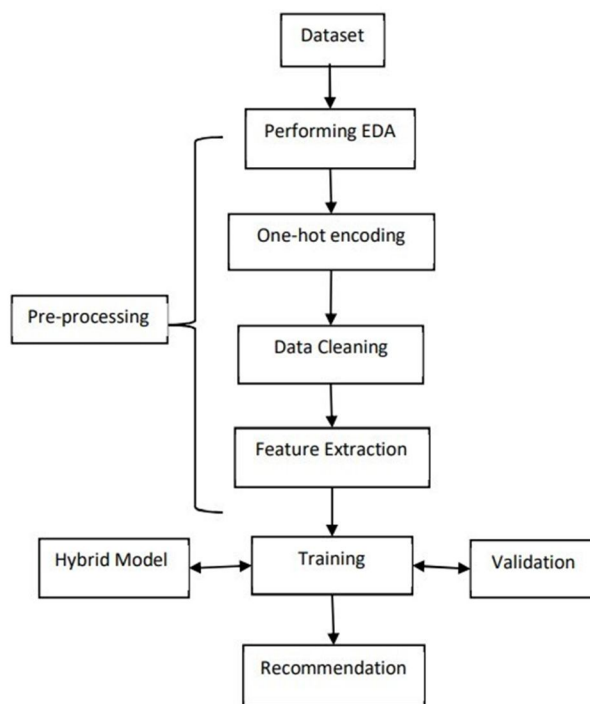 Dataset
Performing EDA
One-hot encoding
Pre-processing
Data Cleaning
Feature Extraction
Hybrid Model
Training
Validation
Recommendation